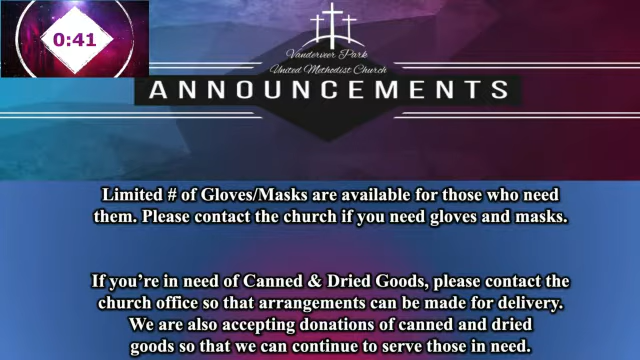 0:41
Vanderveer Park
United Methodist Church
ANNOUNCEMENTS
Limited # of Gloves/Masks are available for those who need
them. Please contact the church if you need gloves and masks.
If you're in need of Canned & Dried Goods, please contact the
church office so that arrangements can be made for delivery.
We are also accepting donations of canned and dried
goods so that we can continue to serve those in need.